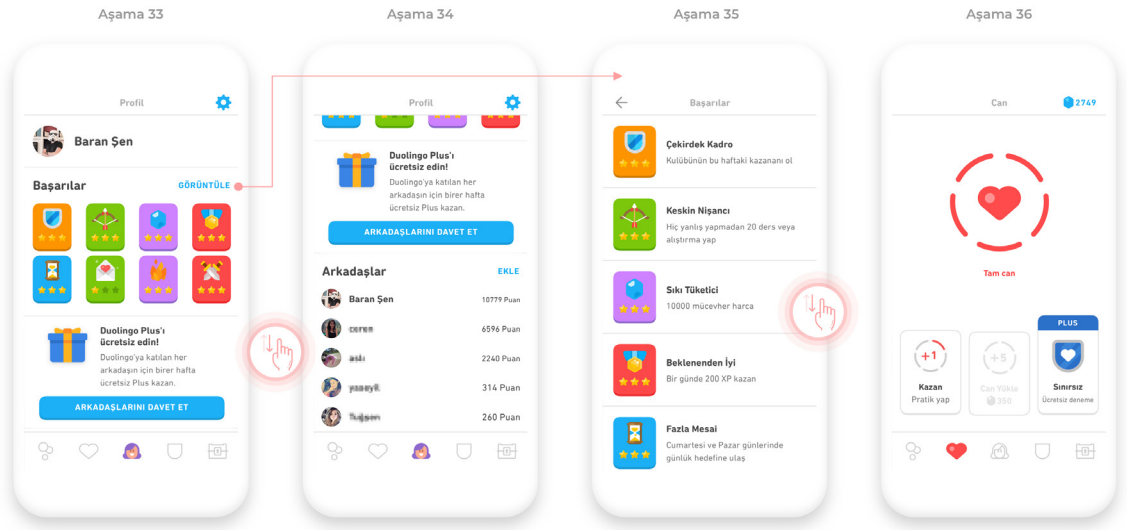 Aşama 33
Profil
Baran Şen
Başarılar
GÖRÜNTÜLE
Duolingo Plus'ı
ücretsiz edin!
Duolingo'ya katılan her
arkadaşın için birer hafta
ücretsiz Plus kazan.
ARKADAŞLARINI DAVET ET
Aşama 34
Profil
Duolingo Plus'ı
ücretsiz edin!
Duolingo'ya katılan her
arkadaşın için birer hafta
ücretsiz Plus kazan.
ARKADAŞLARINI DAVET ET
Arkadaşlar
EKLE
Baran Şen 10779 Puan
6596 Puan
2240 Puan
314 Puan
260 Puan
Aşama 35
Başarılar
Çekirdek Kadro
Kulübünün bu haftaki kazananı ol
Keskin Nişancı
Hiç yanlış yapmadan 20 ders veya
alıştırma yap
Sıkı Tüketici
10000 mücevher harca
Beklenenden İyi
Bir günde 200 XP kazan
Fazla Mesai
Cumartesi ve Pazar günlerinde
günlük hedefine ulaş
Aşama 36
Can
2749
Tam can
+1
Kazan
Pratik yap
+5
Can Yükle
350
PLUS
Sınırsız
Ücretsiz deneme